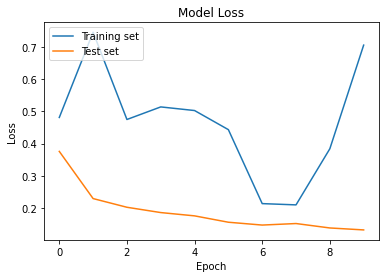 Model Loss
Training set
Test set
Loss
0.7
0.6
0.5
0.4
0.3
0.2
0 2 4 6 8
Epoch